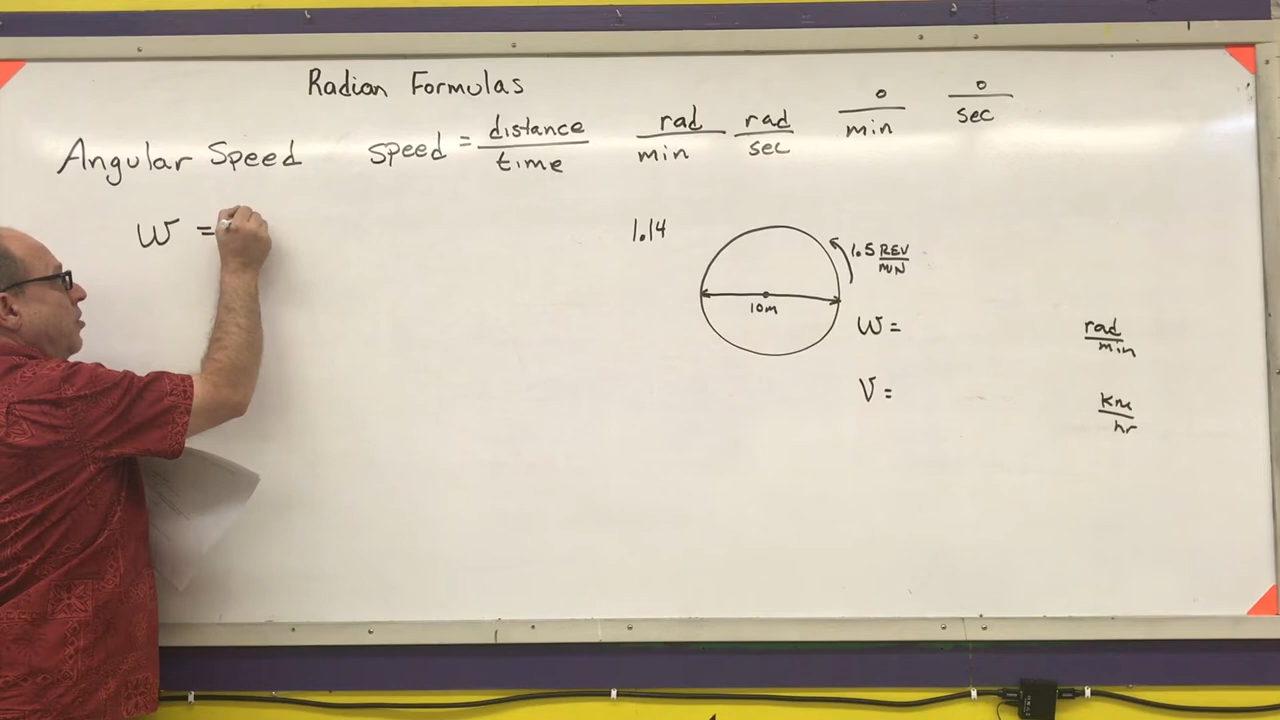 Radian Formulas
Angular Speed speed = distance / time rad / min rad / sec ° / min ° / sec
W =
1.14
1.5 REV / MIN
10m
W = rad / min
V = km / hr